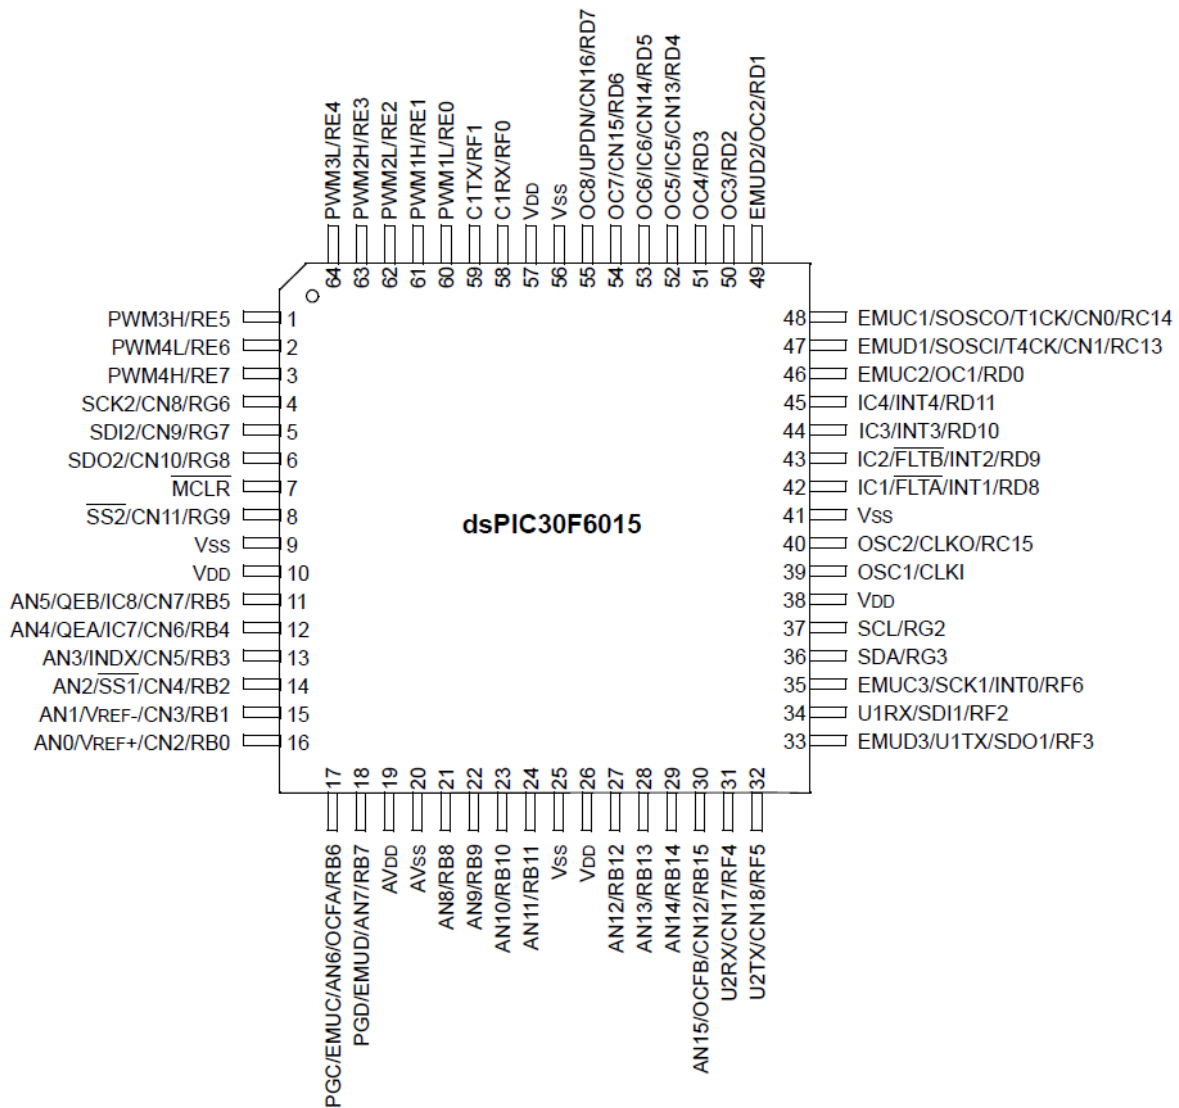 PWM3L/RE4
PWM2H/RE3
PWM2L/RE2
PWM1H/RE1
PWM1L/RE0
C1TX/RF1
C1RX/RF0
VDD
VSS
OC8/UPDN/CN16/RD7
OC7/CN15/RD6
OC6/IC6/CN14/RD5
OC5/IC5/CN13/RD4
OC4/RD3
OC3/RD2
EMUD2/OC2/RD1
64
63
62
61
60
59
58
57
56
55
54
53
52
51
50
49
PWM3H/RE5 1
PWM4L/RE6 2
PWM4H/RE7 3
SCK2/CN8/RG6 4
SDI2/CN9/RG7 5
SDO2/CN10/RG8 6
MCLR 7
SS2/CN11/RG9 8
VSS 9
VDD 10
AN5/QEB/IC8/CN7/RB5 11
AN4/QEA/IC7/CN6/RB4 12
AN3/INDX/CN5/RB3 13
AN2/SS1/CN4/RB2 14
AN1/VREF-/CN3/RB1 15
AN0/VREF+/CN2/RB0 16
dsPIC30F6015
48 EMUC1/SOSCO/T1CK/CN0/RC14
47 EMUD1/SOSCI/T4CK/CN1/RC13
46 EMUC2/OC1/RD0
45 IC4/INT4/RD11
44 IC3/INT3/RD10
43 IC2/FLTB/INT2/RD9
42 IC1/FLTA/INT1/RD8
41 VSS
40 OSC2/CLKO/RC15
39 OSC1/CLKI
38 VDD
37 SCL/RG2
36 SDA/RG3
35 EMUC3/SCK1/INT0/RF6
34 U1RX/SDI1/RF2
33 EMUD3/U1TX/SDO1/RF3
17
18
19
20
21
22
23
24
25
26
27
28
29
30
31
32
PGC/EMUC/AN6/OCFA/RB6
PGD/EMUD/AN7/RB7
AVDD
AVSS
AN8/RB8
AN9/RB9
AN10/RB10
AN11/RB11
VSS
VDD
AN12/RB12
AN13/RB13
AN14/RB14
AN15/OCFB/CN12/RB15
U2RX/CN17/RF4
U2TX/CN18/RF5